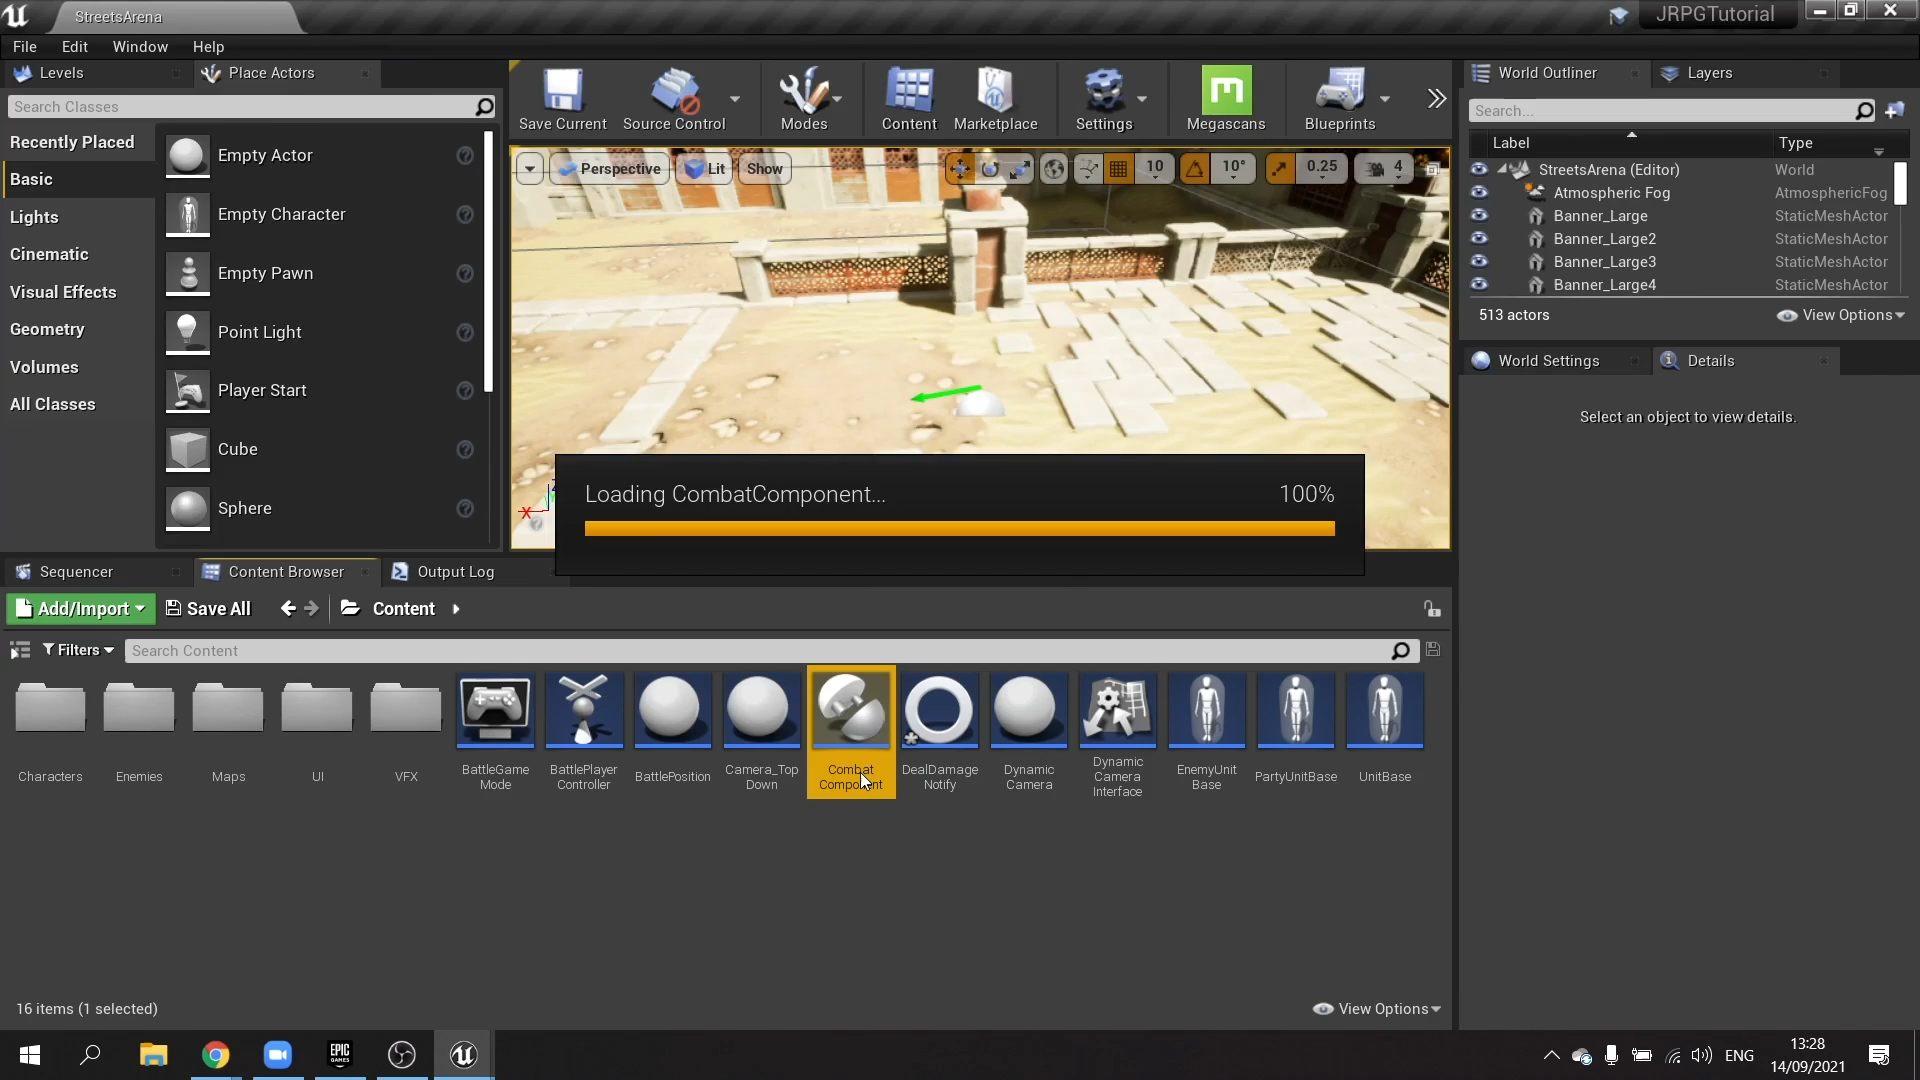 StreetsArena
JRPGTutorial
File Edit Window Help
Levels Place Actors
Search Classes
Recently Placed
Basic
Lights
Cinematic
Visual Effects
Geometry
Volumes
All Classes
Empty Actor
Empty Character
Empty Pawn
Point Light
Player Start
Cube
Sphere
Save Current Source Control Modes Content Marketplace Settings Megascans Blueprints
Perspective Lit Show 10 10° 0.25 4
X
Loading CombatComponent... 100%
World Outliner Layers
Search...
Label Type
StreetsArena (Editor) World
Atmospheric Fog AtmosphericFog
Banner_Large StaticMeshActor
Banner_Large2 StaticMeshActor
Banner_Large3 StaticMeshActor
Banner_Large4 StaticMeshActor
513 actors View Options
World Settings Details
Select an object to view details.
Sequencer Content Browser Output Log
Add/Import Save All Content
Filters Search Content
Characters
Enemies
Maps
UI
VFX
BattleGame
Mode
BattlePlayer
Controller
BattlePosition
Camera_Top
Down
Combat
Component
DealDamage
Notify
Dynamic
Camera
Dynamic
Camera
Interface
EnemyUnit
Base
PartyUnitBase
UnitBase
16 items (1 selected) View Options
EPIC
GAMES
ENG
13:28
14/09/2021